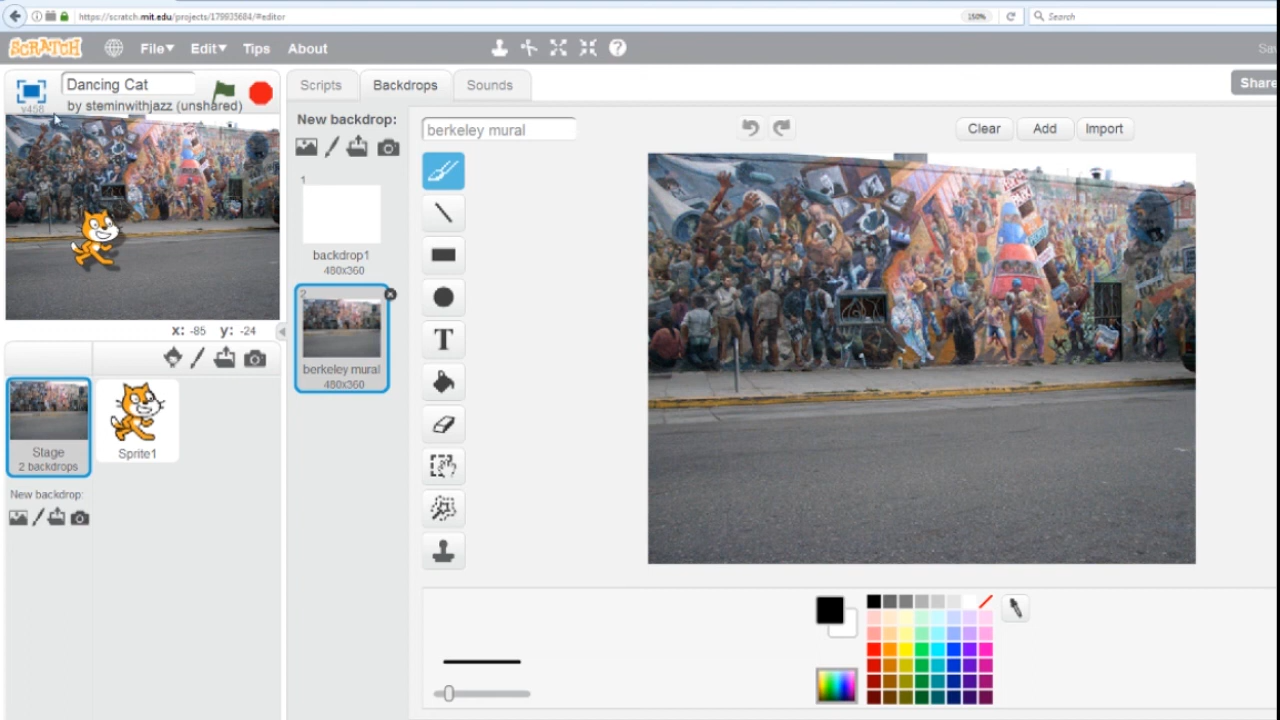 https://scratch.mit.edu/projects/179935684/#editor
150%
Search
SCRATCH
File▾ Edit▾ Tips About
Share
Dancing Cat
v458
by steminwithjazz (unshared)
Scripts Backdrops Sounds
New backdrop:
berkeley mural
Clear Add Import
1
backdrop1
480x360
2
berkeley mural
480x360
T
x: -85 y: -24
Stage
2 backdrops
Sprite1
New backdrop: